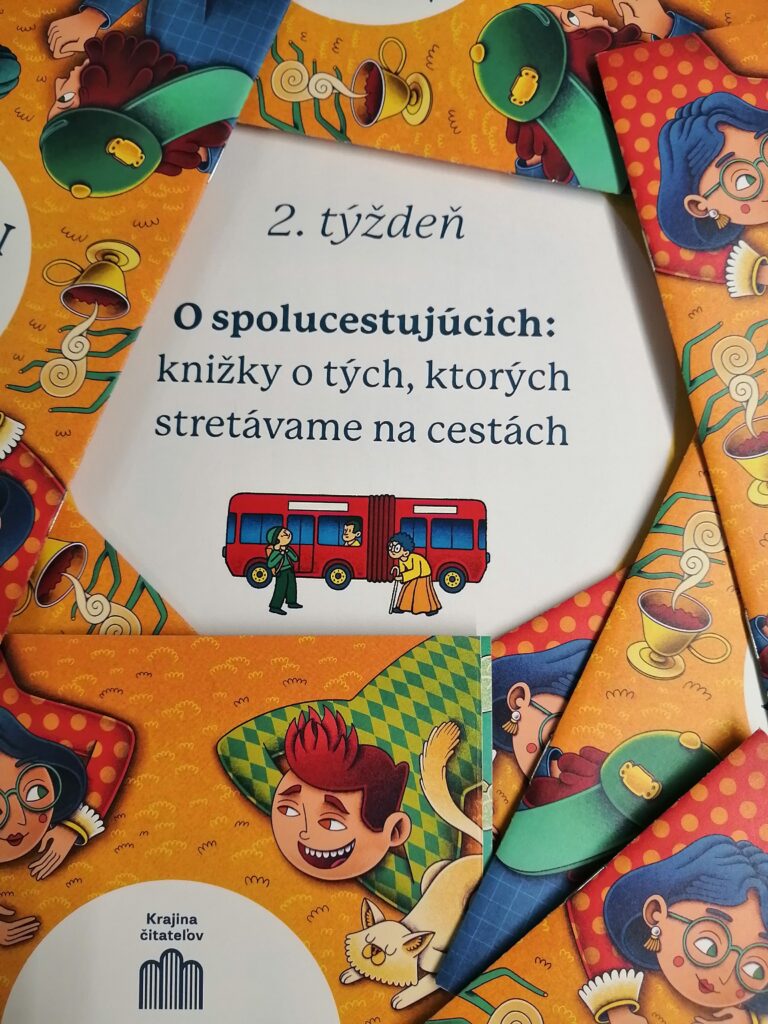 2. týždeň
O spolucestujúcich:
knižky o tých, ktorých
stretávame na cestách
Krajina
čitateľov